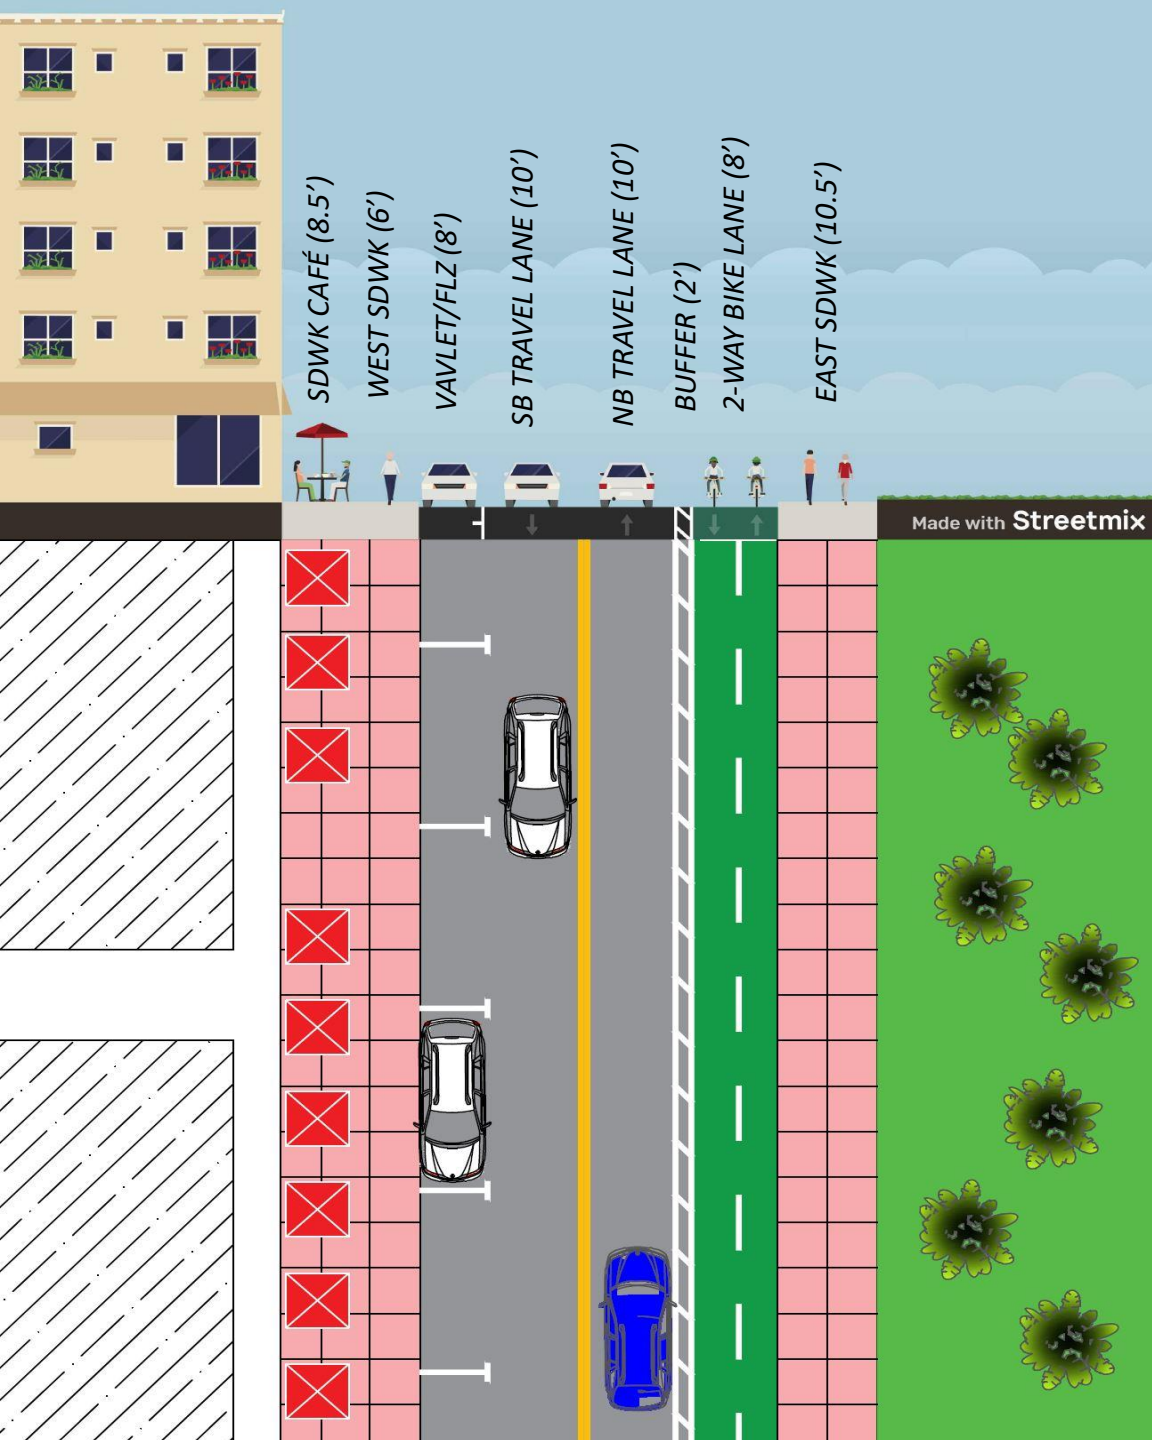 SDWK CAFÉ (8.5’)
WEST SDWK (6’)
VAVLET/FLZ (8’)
SB TRAVEL LANE (10’)
NB TRAVEL LANE (10’)
BUFFER (2’)
2-WAY BIKE LANE (8’)
EAST SDWK (10.5’)
Made with Streetmix